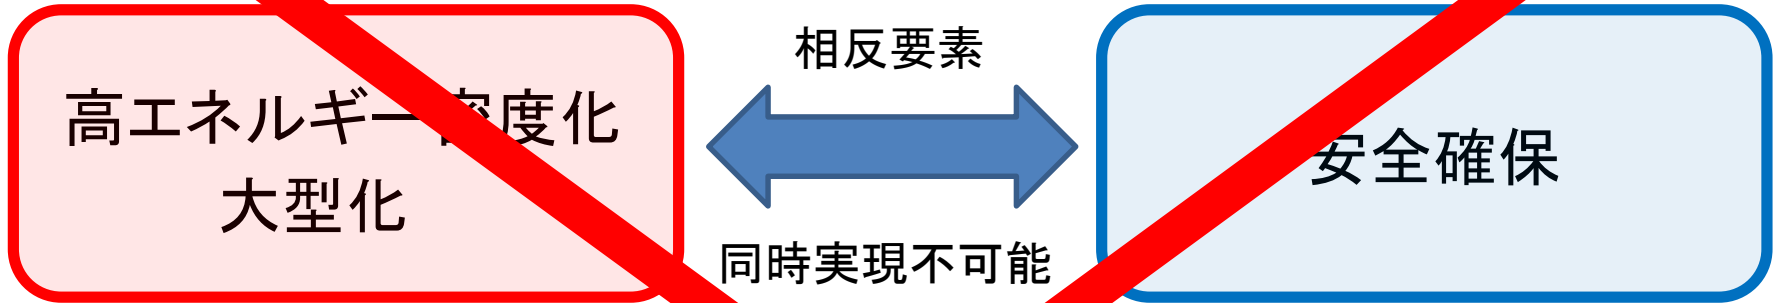 高エネルギー密度化
大型化
相反要素
同時実現不可能
安全確保